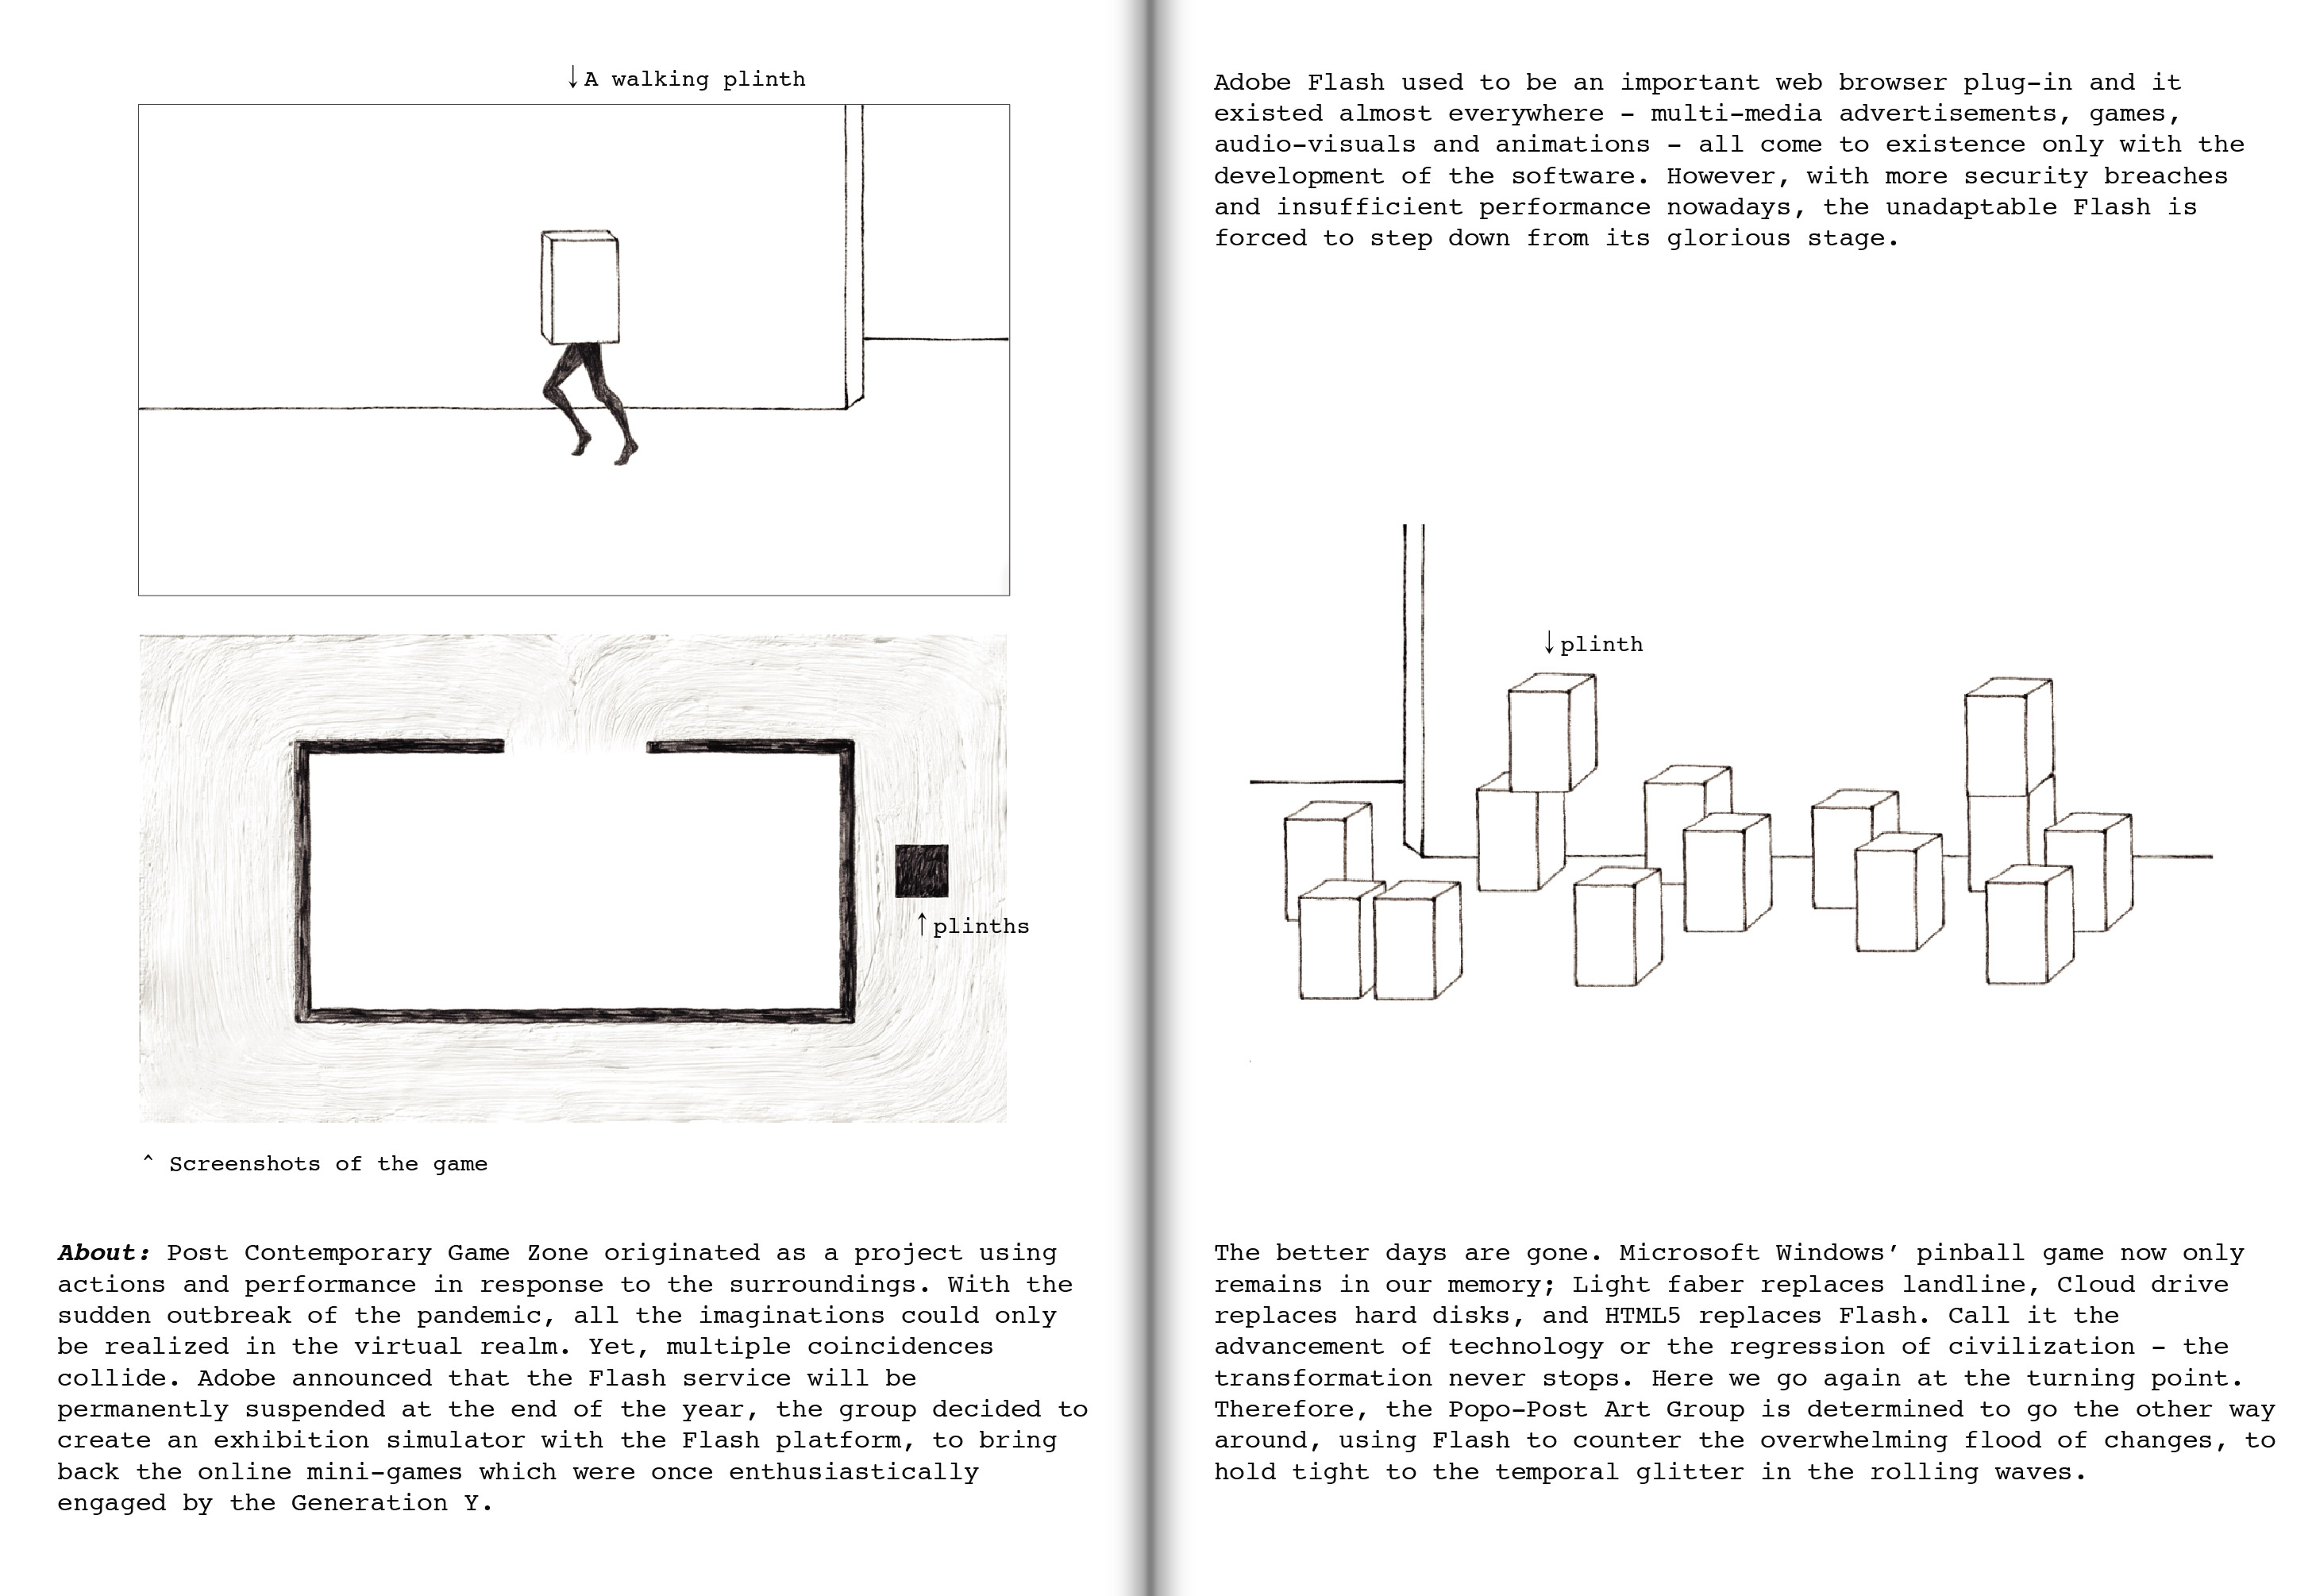 ↓A walking plinth
↑plinths
^ Screenshots of the game
About: Post Contemporary Game Zone originated as a project using
actions and performance in response to the surroundings. With the
sudden outbreak of the pandemic, all the imaginations could only
be realized in the virtual realm. Yet, multiple coincidences
collide. Adobe announced that the Flash service will be
permanently suspended at the end of the year, the group decided to
create an exhibition simulator with the Flash platform, to bring
back the online mini-games which were once enthusiastically
engaged by the Generation Y.
Adobe Flash used to be an important web browser plug-in and it
existed almost everywhere - multi-media advertisements, games,
audio-visuals and animations - all come to existence only with the
development of the software. However, with more security breaches
and insufficient performance nowadays, the unadaptable Flash is
forced to step down from its glorious stage.
↓plinth
The better days are gone. Microsoft Windows’ pinball game now only
remains in our memory; Light faber replaces landline, Cloud drive
replaces hard disks, and HTML5 replaces Flash. Call it the
advancement of technology or the regression of civilization - the
transformation never stops. Here we go again at the turning point.
Therefore, the Popo-Post Art Group is determined to go the other way
around, using Flash to counter the overwhelming flood of changes, to
hold tight to the temporal glitter in the rolling waves.